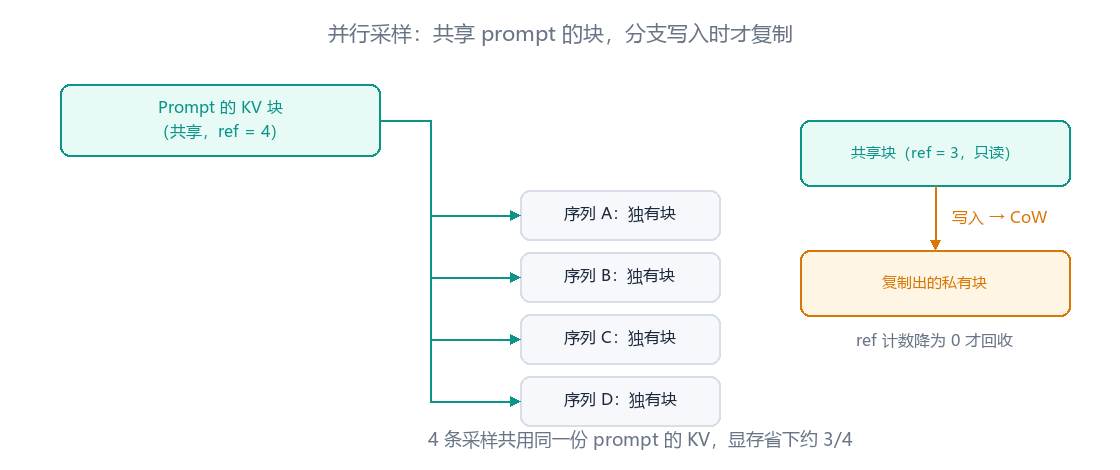 并行采样：共享 prompt 的块，分支写入时才复制
Prompt 的 KV 块
（共享，ref = 4）
序列 A：独有块
序列 B：独有块
序列 C：独有块
序列 D：独有块
4 条采样共用同一份 prompt 的 KV，显存省下约 3/4
共享块（ref = 3，只读）
写入 → CoW
复制出的私有块
ref 计数降为 0 才回收